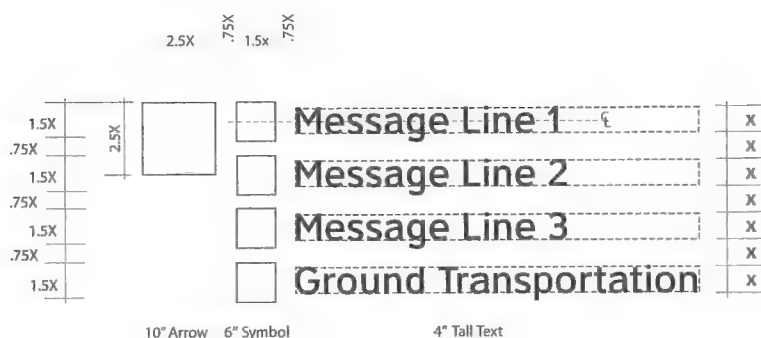 2.5X .75X 1.5x .75X
1.5X
.75X
1.5X
.75X
1.5X
.75X
1.5X
2.5X
Message Line 1 ℄
Message Line 2
Message Line 3
Ground Transportation
X
X
X
X
X
X
X
10" Arrow 6" Symbol 4" Tall Text